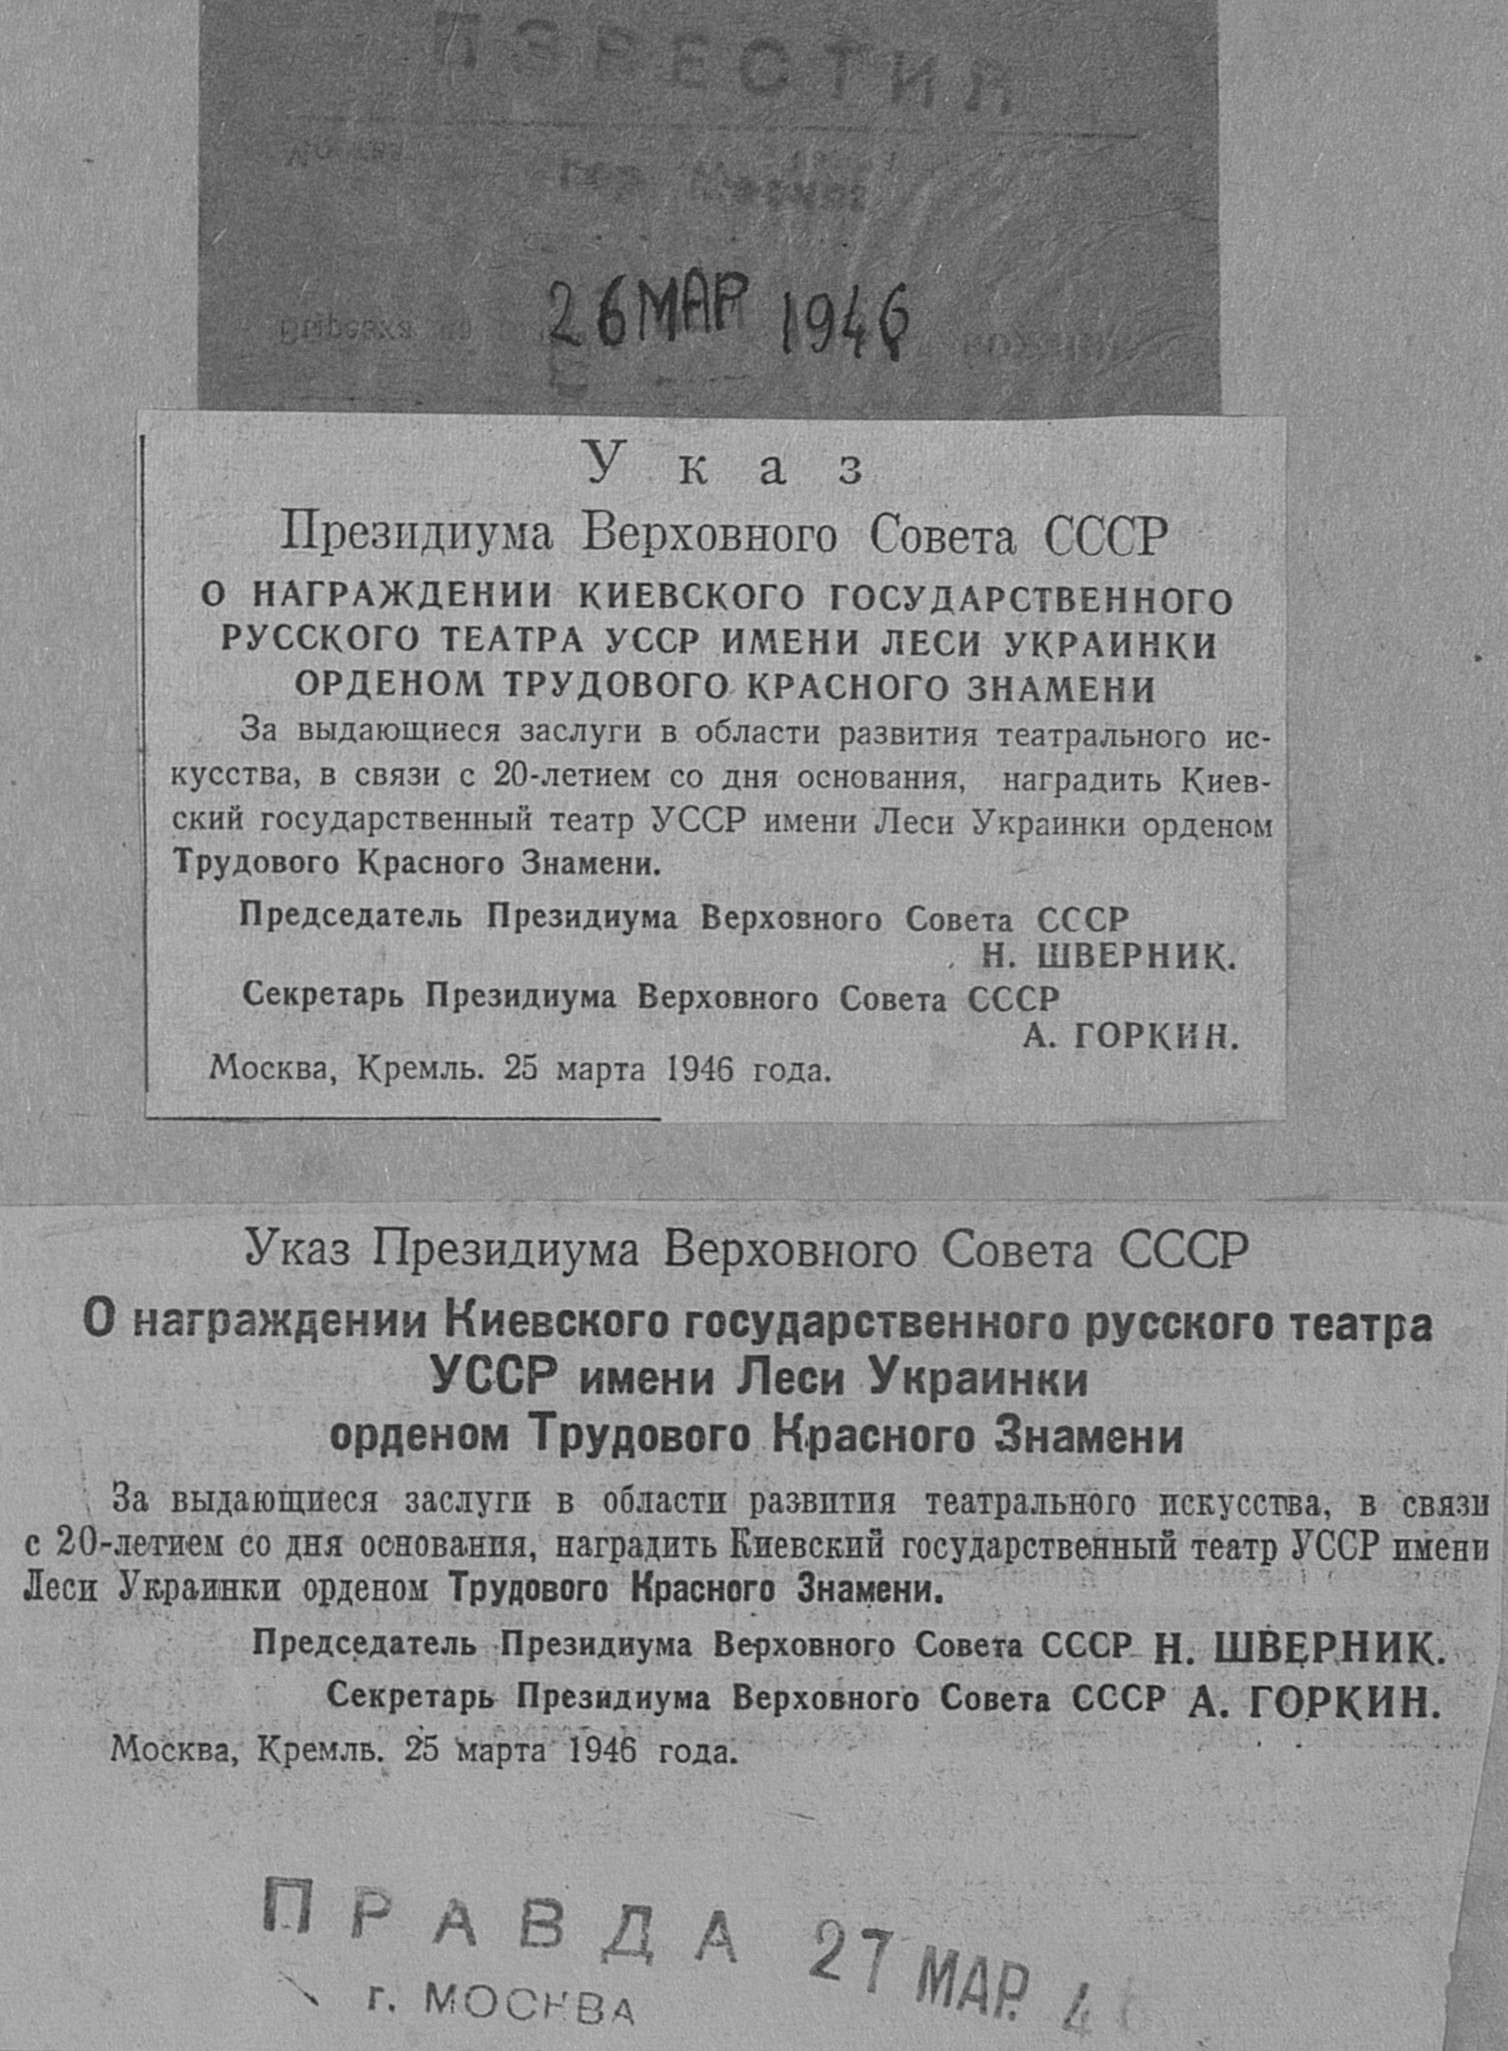 26 МАР 1946
Указ
Президиума Верховного Совета СССР
О НАГРАЖДЕНИИ КИЕВСКОГО ГОСУДАРСТВЕННОГО
РУССКОГО ТЕАТРА УССР ИМЕНИ ЛЕСИ УКРАИНКИ
ОРДЕНОМ ТРУДОВОГО КРАСНОГО ЗНАМЕНИ
За выдающиеся заслуги в области развития театрального ис-
кусства, в связи с 20-летием со дня основания, наградить Киев-
ский государственный театр УССР имени Леси Украинки орденом
Трудового Красного Знамени.
Председатель Президиума Верховного Совета СССР
Н. ШВЕРНИК.
Секретарь Президиума Верховного Совета СССР
А. ГОРКИН.
Москва, Кремль. 25 марта 1946 года.
Указ Президиума Верховного Совета СССР
О награждении Киевского государственного русского театра
УССР имени Леси Украинки
орденом Трудового Красного Знамени
За выдающиеся заслуги в области развития театрального искусства, в связи
с 20-летием со дня основания, наградить Киевский государственный театр УССР имени
Леси Украинки орденом Трудового Красного Знамени.
Председатель Президиума Верховного Совета СССР Н. ШВЕРНИК.
Секретарь Президиума Верховного Совета СССР А. ГОРКИН.
Москва, Кремль. 25 марта 1946 года.
ПРАВДА 27 МАР. 46
г. МОСКВА